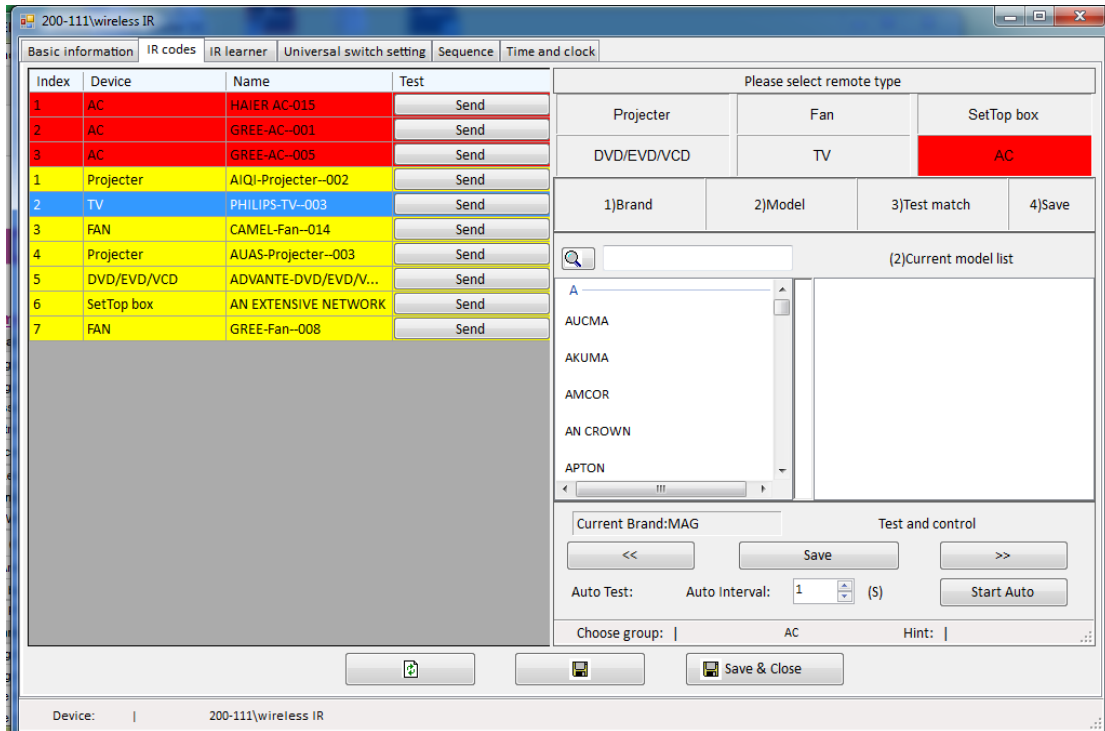 200-111\wireless IR
Basic information IR codes IR learner Universal switch setting Sequence Time and clock
Index Device Name Test
1 AC HAIER AC-015 Send
2 AC GREE-AC--001 Send
3 AC GREE-AC--005 Send
1 Projecter AIQI-Projecter--002 Send
2 TV PHILIPS-TV--003 Send
3 FAN CAMEL-Fan--014 Send
4 Projecter AUAS-Projecter--003 Send
5 DVD/EVD/VCD ADVANTE-DVD/EVD/V... Send
6 SetTop box AN EXTENSIVE NETWORK Send
7 FAN GREE-Fan--008 Send
Please select remote type
Projecter Fan SetTop box
DVD/EVD/VCD TV AC
1)Brand 2)Model 3)Test match 4)Save
(2)Current model list
A
AUCMA
AKUMA
AMCOR
AN CROWN
APTON
Current Brand:MAG Test and control
<< Save >>
Auto Test: Auto Interval: 1 (S) Start Auto
Choose group: | AC Hint: |
Save & Close
Device: | 200-111\wireless IR